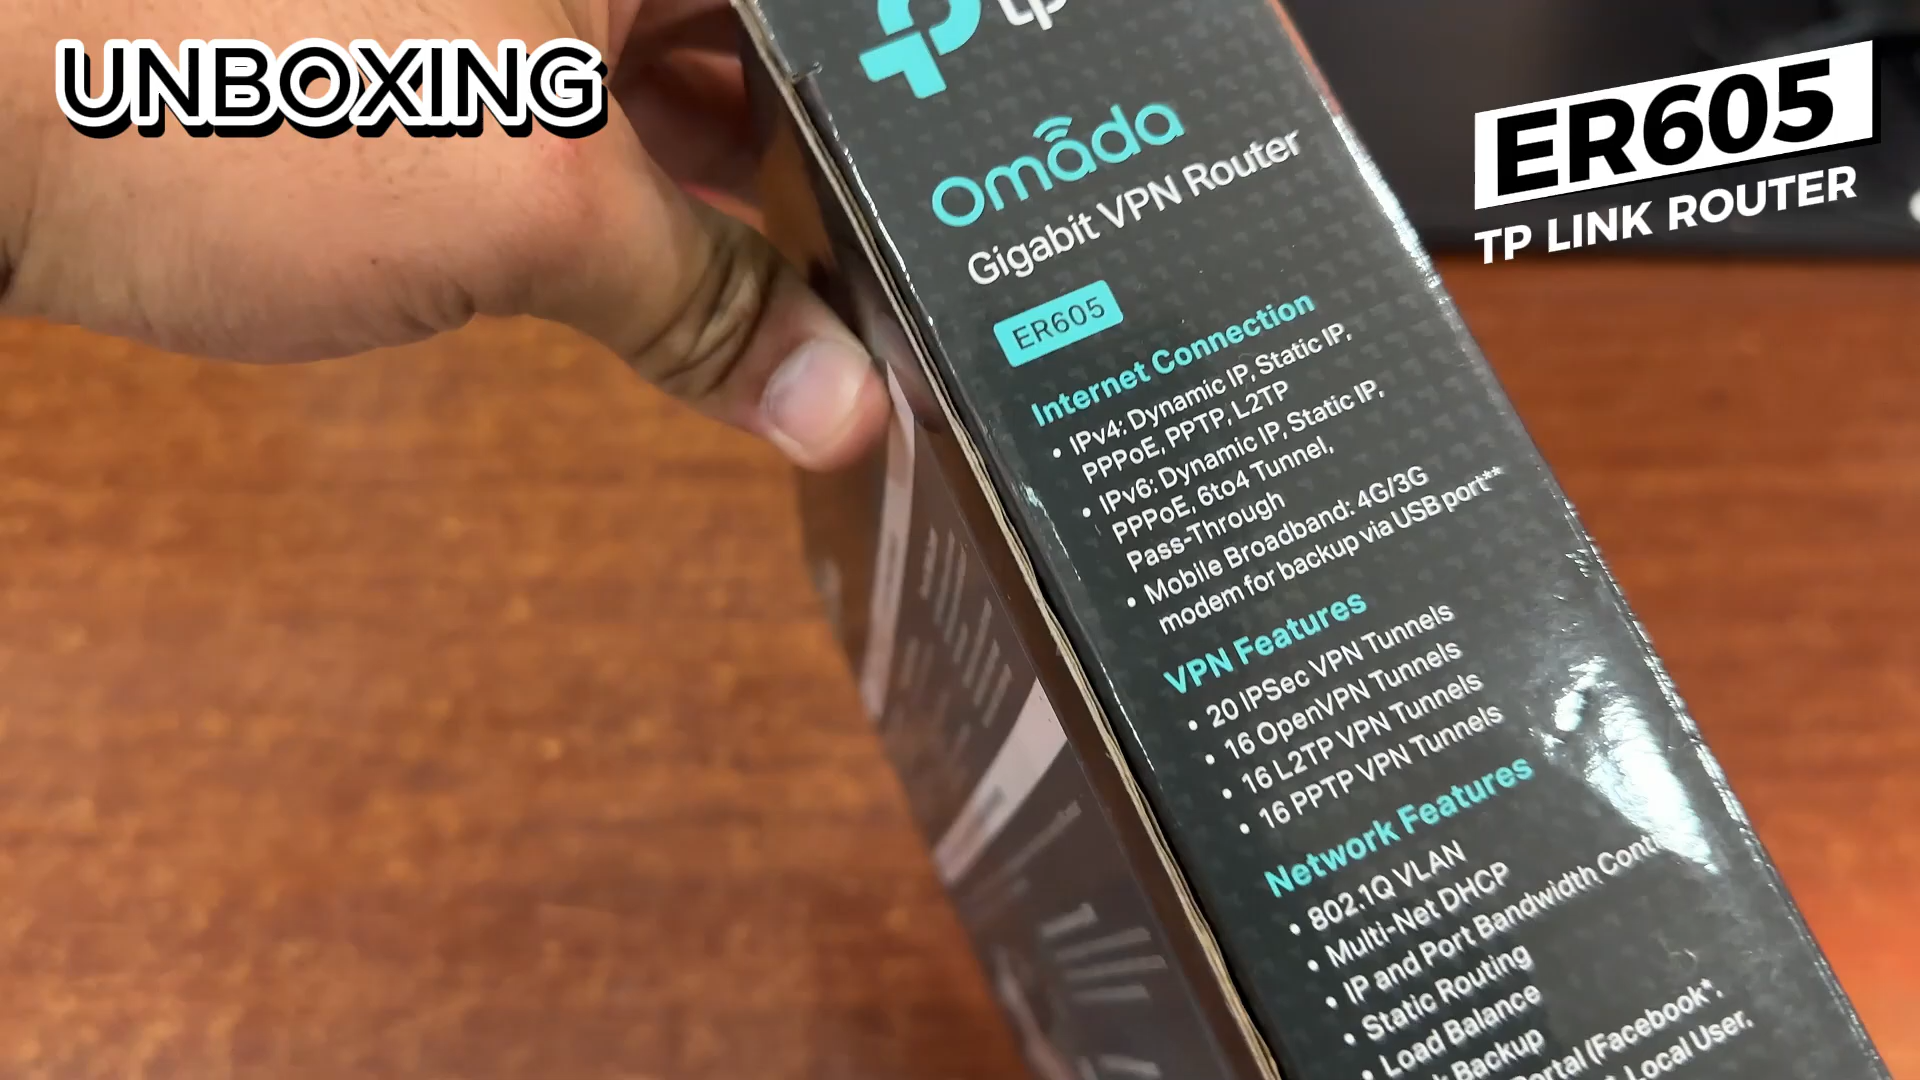 UNBOXING
ER605
TP LINK ROUTER
tp
omada
Gigabit VPN Router
ER605
Internet Connection
• IPv4: Dynamic IP, Static IP,
PPPoE, PPTP, L2TP
• IPv6: Dynamic IP, Static IP,
PPPoE, 6to4 Tunnel,
Pass-Through
• Mobile Broadband: 4G/3G
modem for backup via USB port**
VPN Features
• 20 IPSec VPN Tunnels
• 16 OpenVPN Tunnels
• 16 L2TP VPN Tunnels
• 16 PPTP VPN Tunnels
Network Features
• 802.1Q VLAN
• Multi-Net DHCP
• IP and Port Bandwidth Cont
• Static Routing
• Load Balance
Backup
Portal (Facebook*,
Local User,